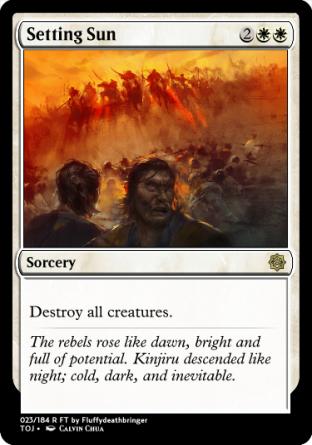 Setting Sun 2
Sorcery
Destroy all creatures.
The rebels rose like dawn, bright and
full of potential. Kinjiru descended like
night; cold, dark, and inevitable.
023/184 R FT by Fluffydeathbringer
TOJ • Calvin Chua